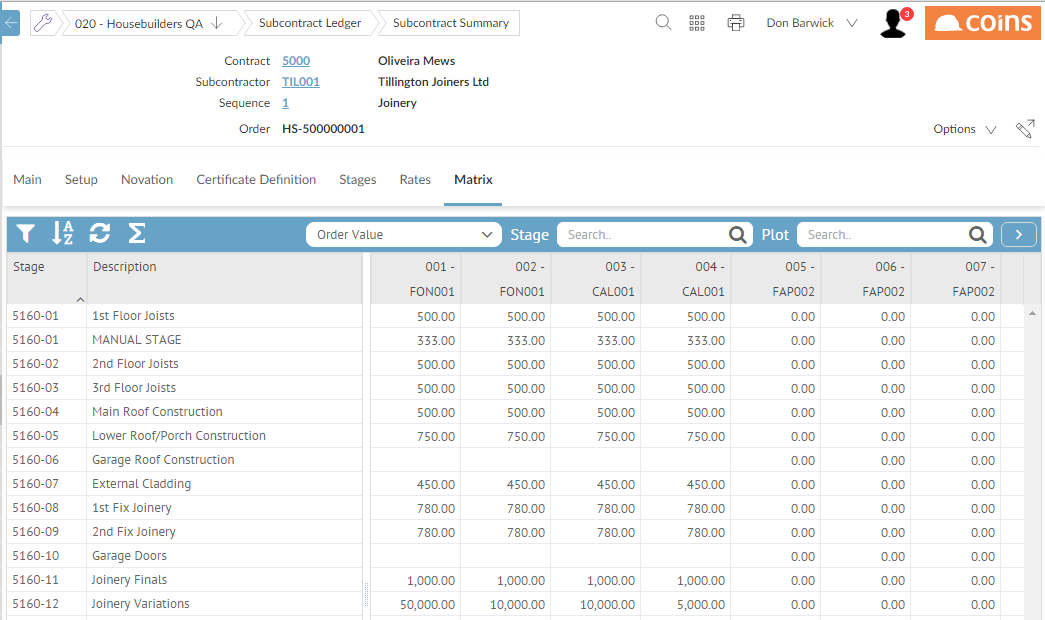 020 - Housebuilders QA Subcontract Ledger Subcontract Summary Don Barwick 3 coins
Contract 5000 Oliveira Mews
Subcontractor TIL001 Tillington Joiners Ltd
Sequence 1 Joinery
Order HS-500000001
Options
Main Setup Novation Certificate Definition Stages Rates Matrix
Order Value Stage Search.. Plot Search..
Stage Description 001 - 002 - 003 - 004 - 005 - 006 - 007 -
FON001 FON001 CAL001 CAL001 FAP002 FAP002 FAP002
5160-01 1st Floor Joists 500.00 500.00 500.00 500.00 0.00 0.00 0.00
5160-01 MANUAL STAGE 333.00 333.00 333.00 333.00 0.00 0.00 0.00
5160-02 2nd Floor Joists 500.00 500.00 500.00 500.00 0.00 0.00 0.00
5160-03 3rd Floor Joists 500.00 500.00 500.00 500.00 0.00 0.00 0.00
5160-04 Main Roof Construction 500.00 500.00 500.00 500.00 0.00 0.00 0.00
5160-05 Lower Roof/Porch Construction 750.00 750.00 750.00 750.00 0.00 0.00 0.00
5160-06 Garage Roof Construction 0.00 0.00 0.00
5160-07 External Cladding 450.00 450.00 450.00 450.00 0.00 0.00 0.00
5160-08 1st Fix Joinery 780.00 780.00 780.00 780.00 0.00 0.00 0.00
5160-09 2nd Fix Joinery 780.00 780.00 780.00 780.00 0.00 0.00 0.00
5160-10 Garage Doors 0.00 0.00 0.00
5160-11 Joinery Finals 1,000.00 1,000.00 1,000.00 1,000.00 0.00 0.00 0.00
5160-12 Joinery Variations 50,000.00 10,000.00 10,000.00 5,000.00 0.00 0.00 0.00